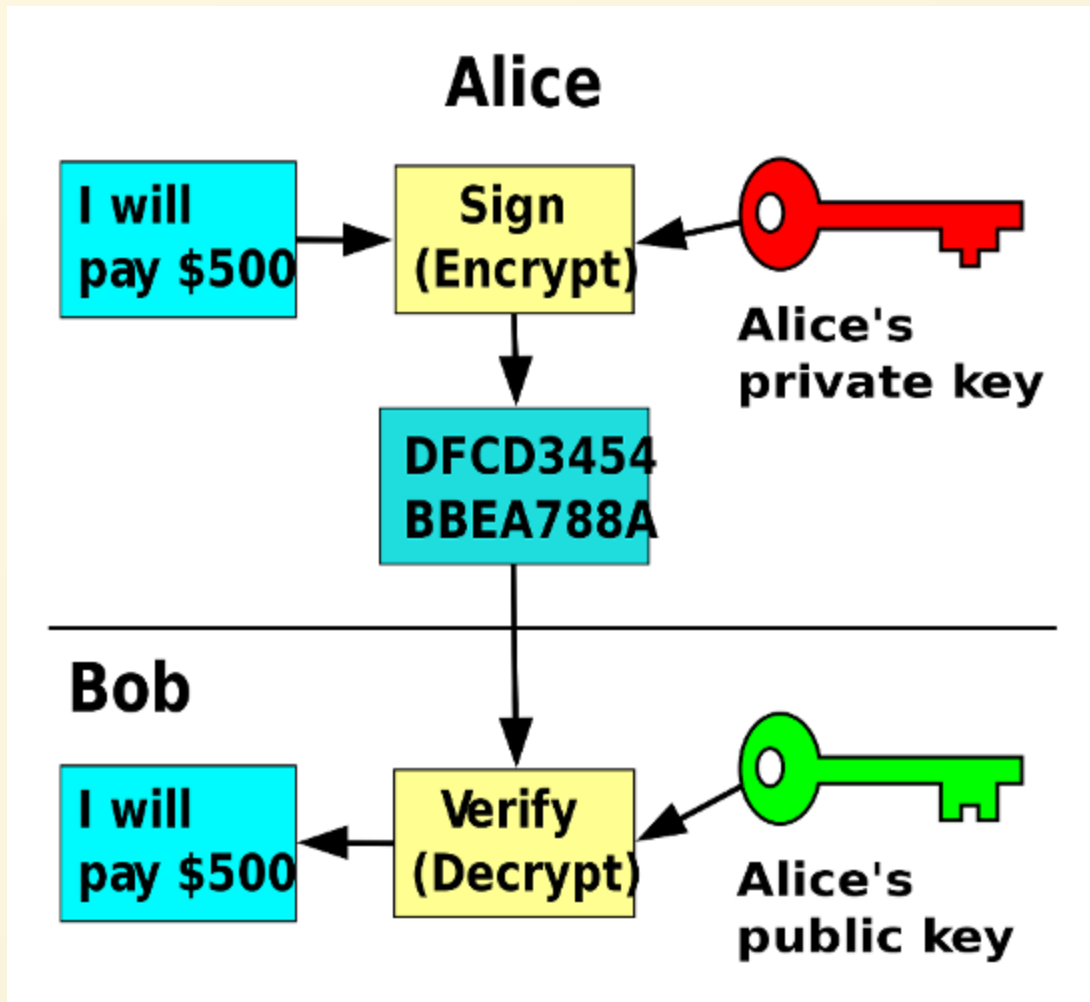 Alice
I will
pay $500
Sign
(Encrypt)
Alice's
private key
DFCD3454
BBEA788A
Bob
I will
pay $500
Verify
(Decrypt)
Alice's
public key